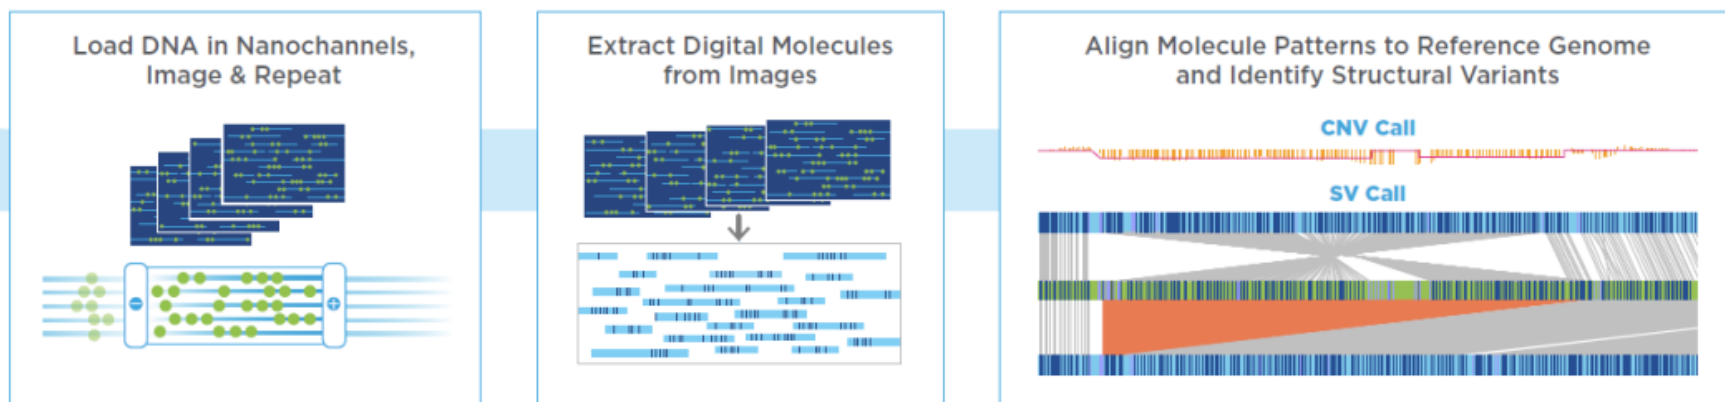 Load DNA in Nanochannels,
Image & Repeat
Extract Digital Molecules
from Images
Align Molecule Patterns to Reference Genome
and Identify Structural Variants
CNV Call
SV Call